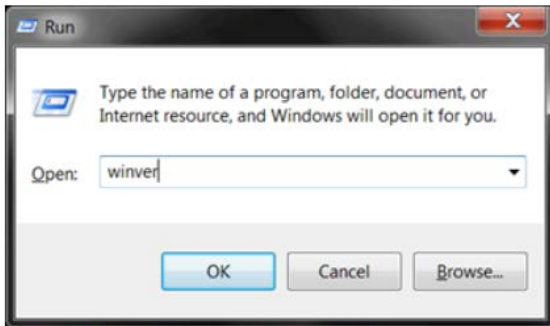 Run
Type the name of a program, folder, document, or
Internet resource, and Windows will open it for you.
Open: winver
OK Cancel Browse...